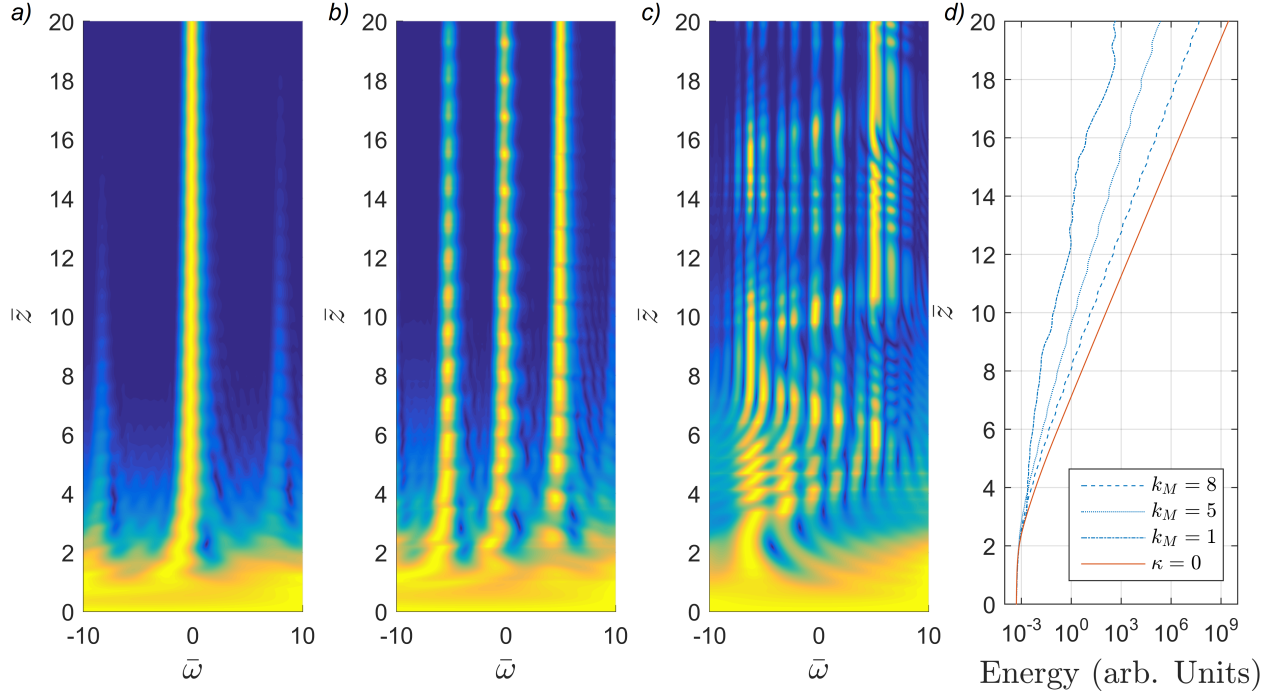 a) b) c) d)
20 20 20 20
18 18 18 18
16 16 16 16
14 14 14 14
12 12 12 12
z̄ z̄ z̄ z̄
10 10 10 10
8 8 8 8
6 6 6 6
4 4 4 4
2 2 2 2
0 0 0 0
k_M = 8
k_M = 5
k_M = 1
κ = 0
-10 0 10 -10 0 10 -10 0 10
10^-3 10^0 10^3 10^6 10^9
ω̄ ω̄ ω̄
Energy (arb. Units)